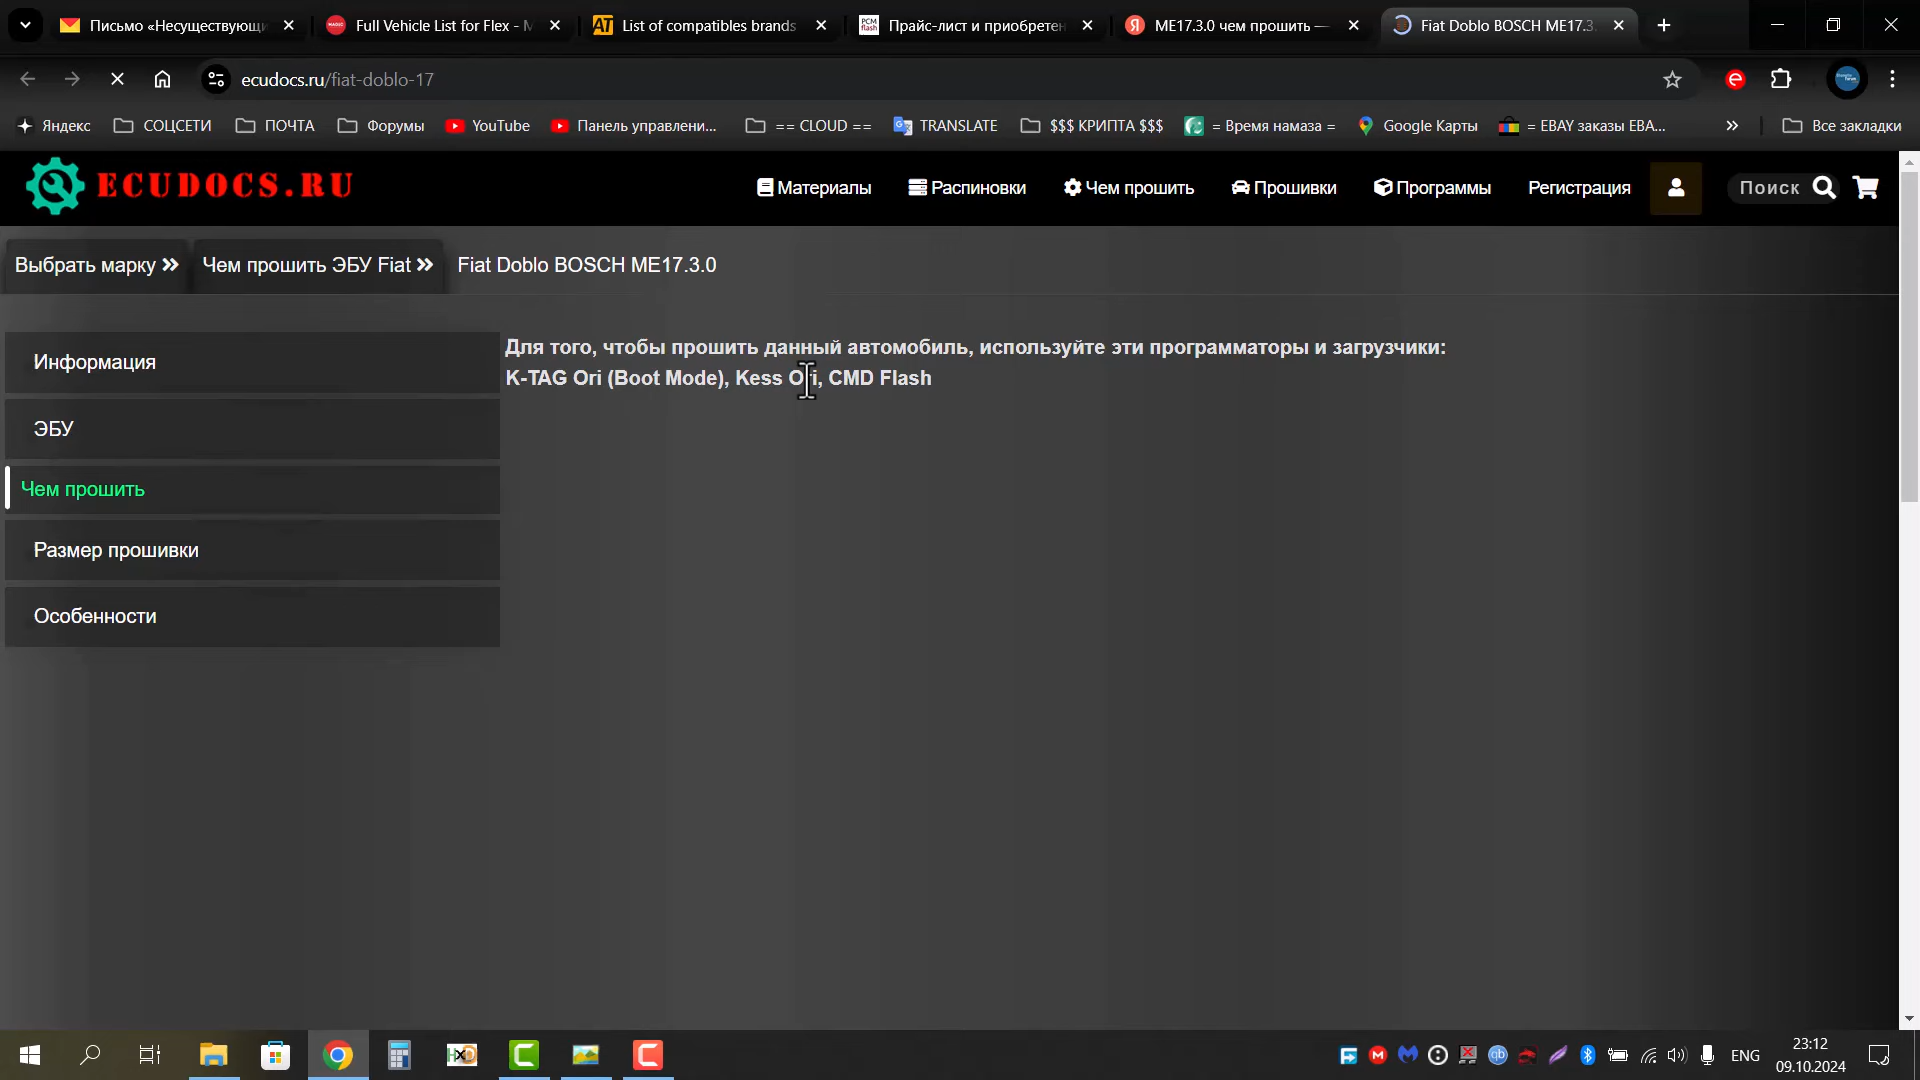 Письмо «Несуществующи
Full Vehicle List for Flex - M
AT
List of compatibles brands
PCM
flash
Прайс-лист и приобретен
Я
ME17.3.0 чем прошить —
Fiat Doblo BOSCH ME17.3.
ecudocs.ru/fiat-doblo-17
Яндекс
СОЦСЕТИ
ПОЧТА
Форумы
YouTube
Панель управлени...
== CLOUD ==
TRANSLATE
$$$ КРИПТА $$$
= Время намаза =
Google Карты
= EBAY заказы EBA...
»
Все закладки
ECUDOCS.RU
Материалы
Распиновки
Чем прошить
Прошивки
Программы
Регистрация
Поиск
Выбрать марку
Чем прошить ЭБУ Fiat
Fiat Doblo BOSCH ME17.3.0
Информация
ЭБУ
Чем прошить
Размер прошивки
Особенности
Для того, чтобы прошить данный автомобиль, используйте эти программаторы и загрузчики:
K-TAG Ori (Boot Mode), Kess Ori, CMD Flash
ENG
23:12
09.10.2024